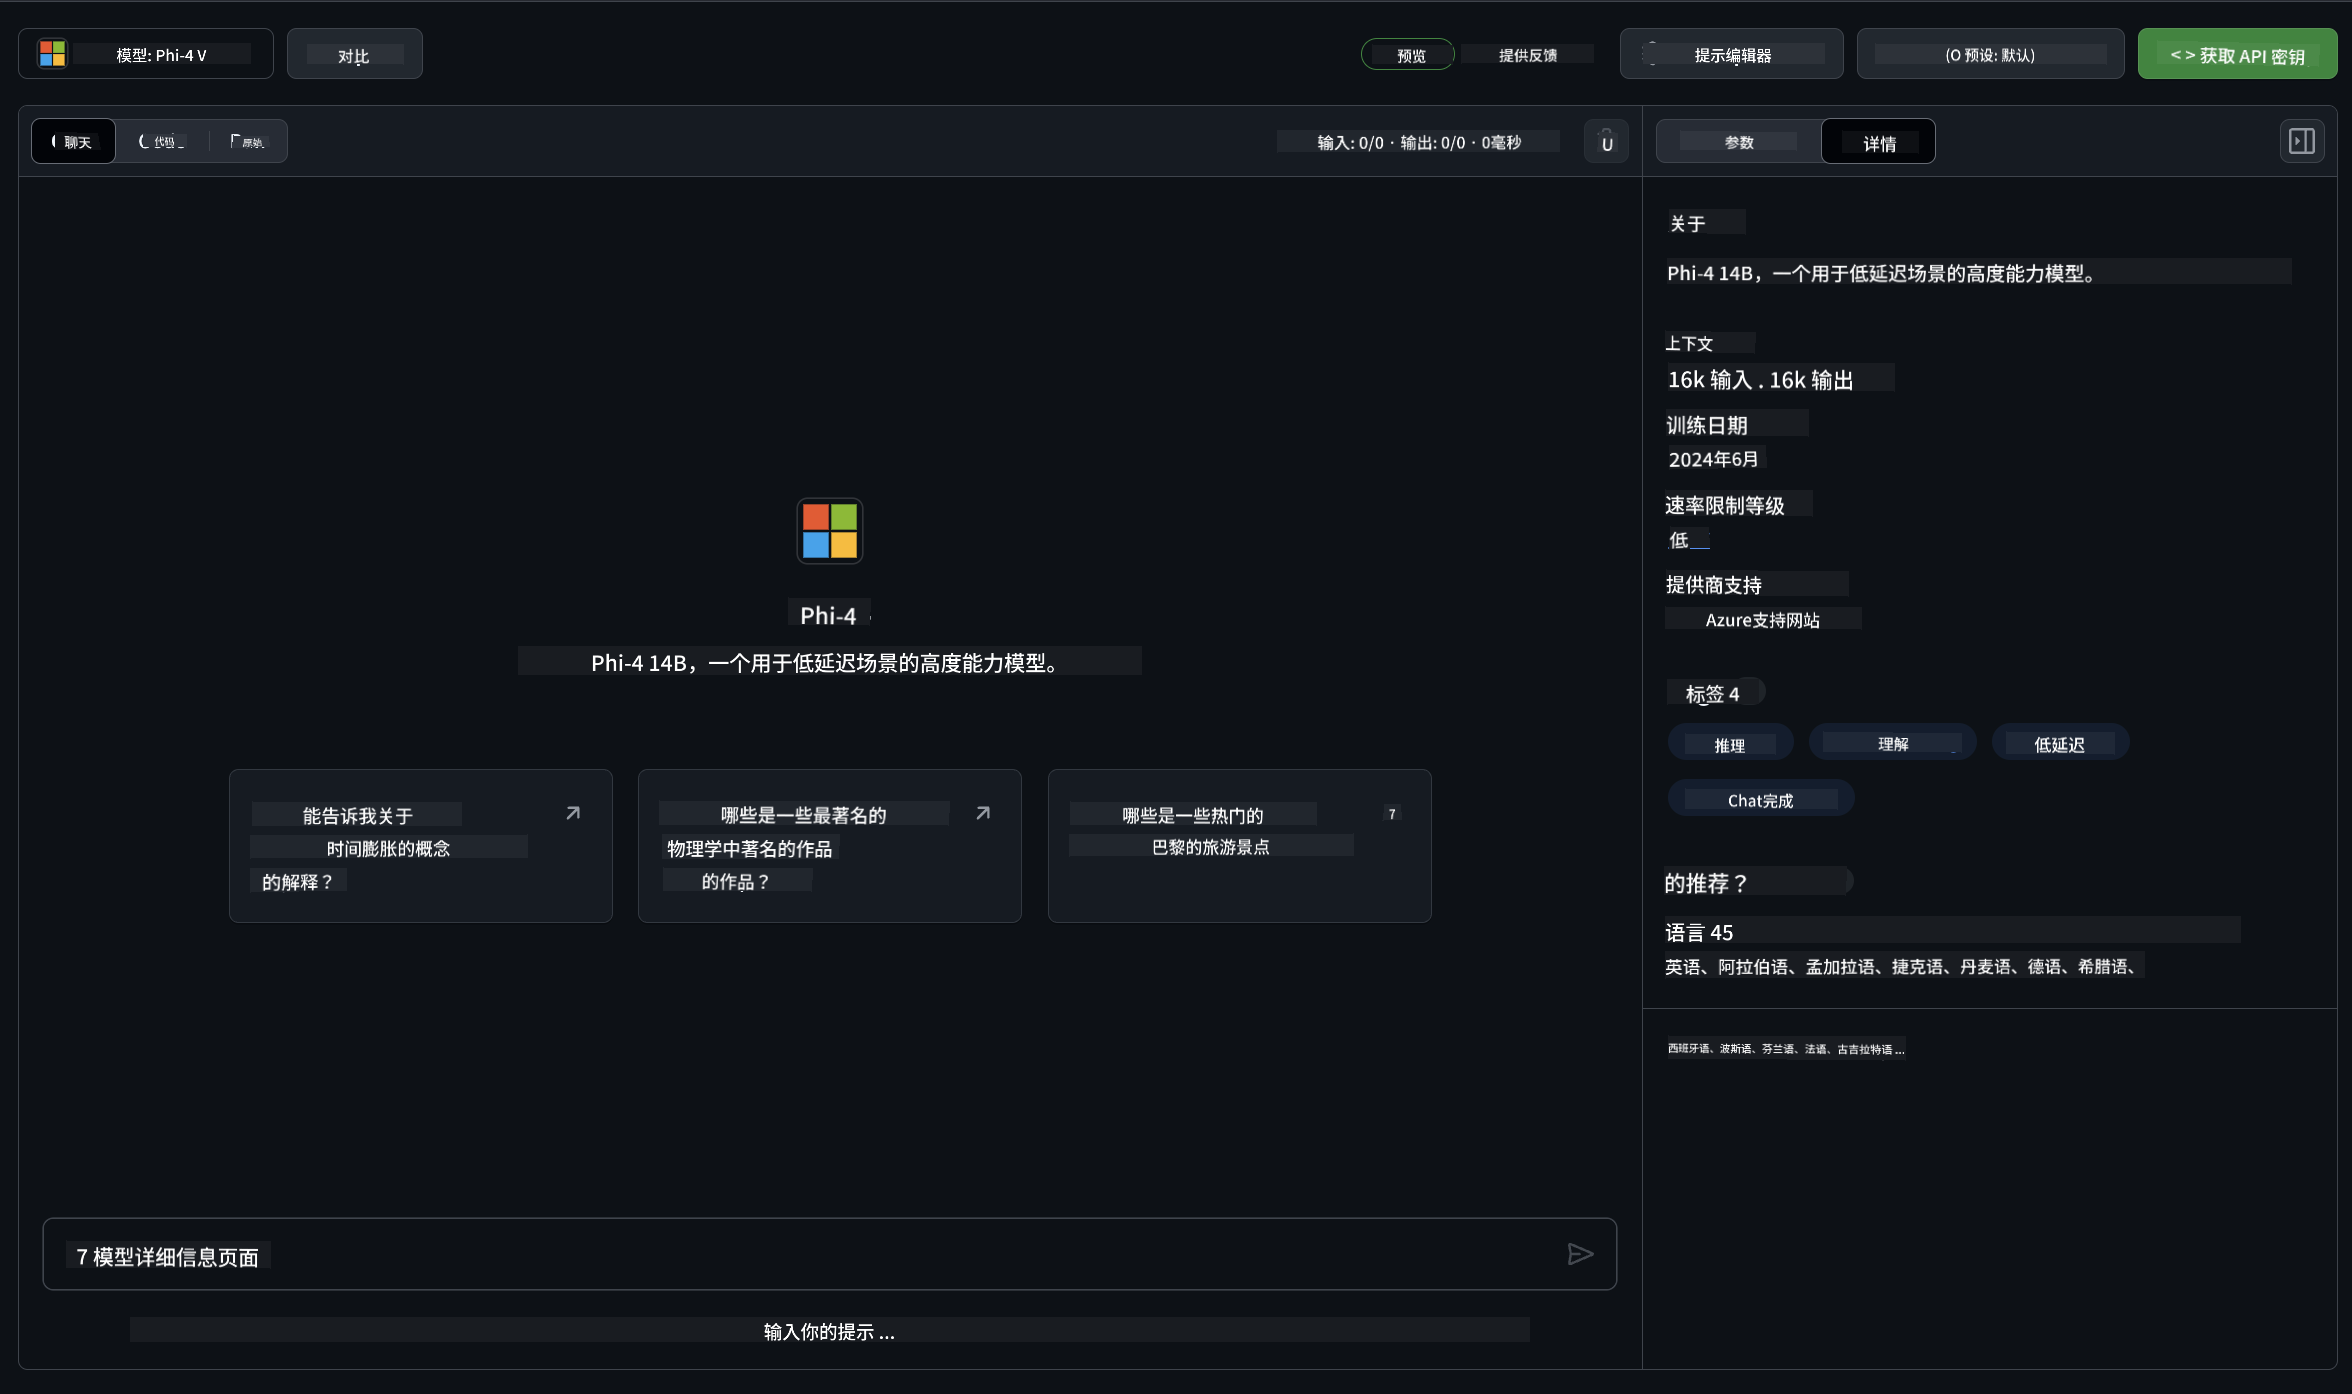 模型: Phi-4 V
对比
预览
提供反馈
提示编辑器
(O 预设: 默认)
< > 获取 API 密钥
聊天
代码
原始
输入: 0/0 · 输出: 0/0 · 0毫秒
U
参数
详情
Phi-4
Phi-4 14B，一个用于低延迟场景的高度能力模型。
能告诉我关于
时间膨胀的概念
的解释？
哪些是一些最著名的
物理学中著名的作品
的作品？
哪些是一些热门的
7
巴黎的旅游景点
7 模型详细信息页面
输入你的提示 ...
关于
Phi-4 14B，一个用于低延迟场景的高度能力模型。
上下文
16k 输入 . 16k 输出
训练日期
2024年6月
速率限制等级
低
提供商支持
Azure支持网站
标签 4
推理
理解
低延迟
Chat完成
的推荐？
语言 45
英语、阿拉伯语、孟加拉语、捷克语、丹麦语、德语、希腊语、
西班牙语、波斯语、芬兰语、法语、古吉拉特语 ...